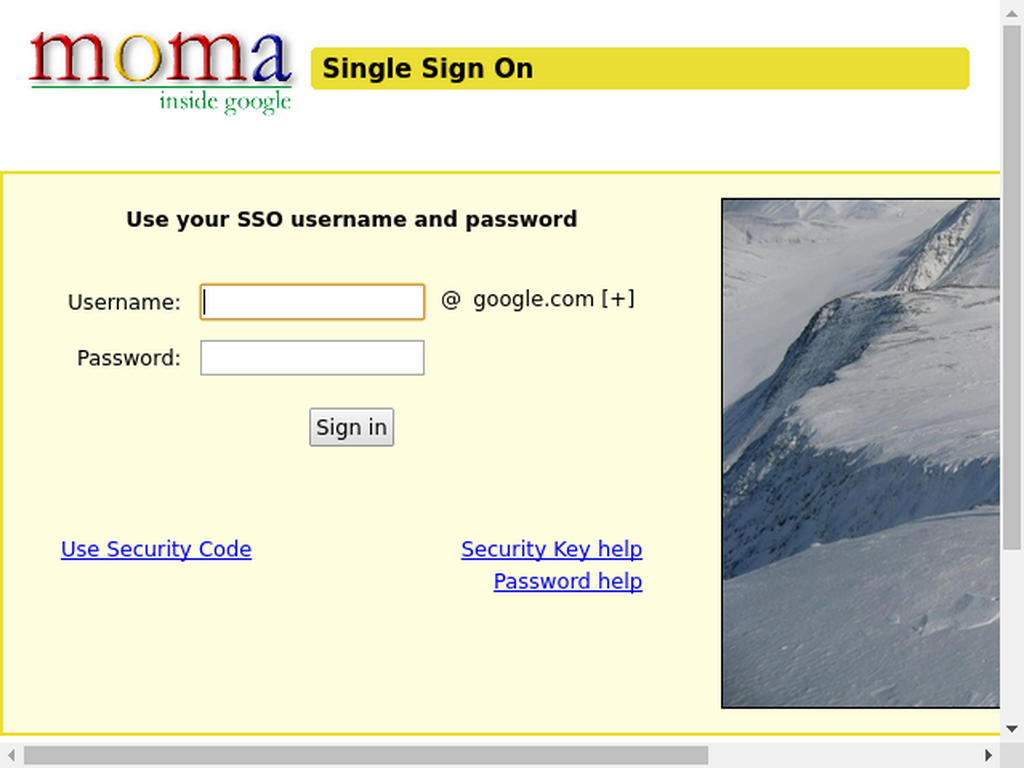 moma
inside google
Single Sign On
Use your SSO username and password
Username: @ google.com [+]
Password:
Sign in
Use Security Code
Security Key help
Password help